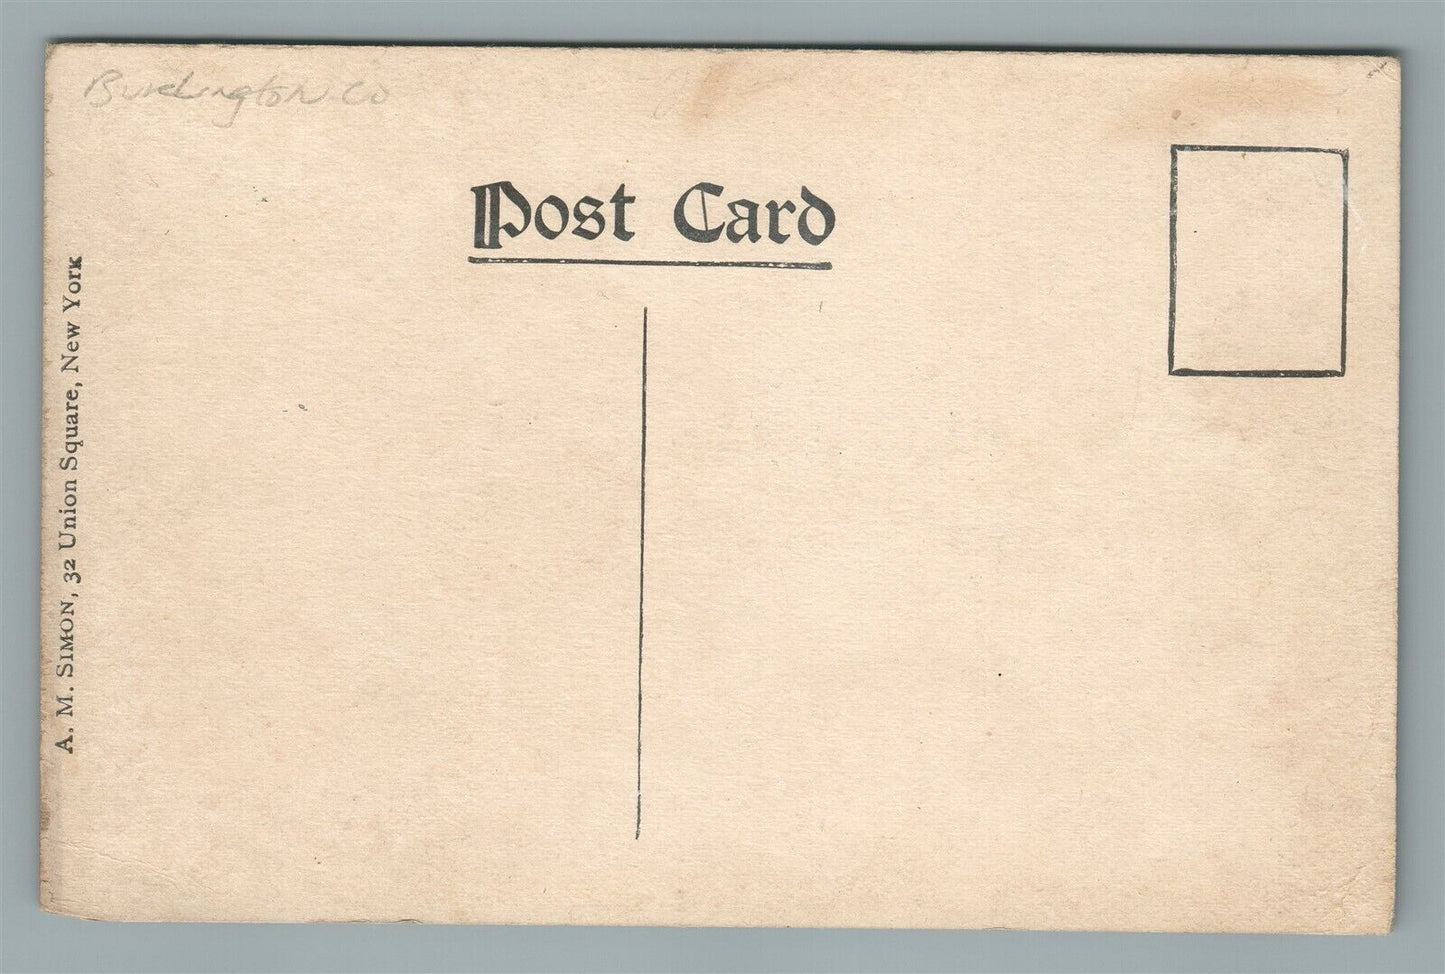 Burlington Co
Post Card
A. M. SIMON, 32 Union Square, New York